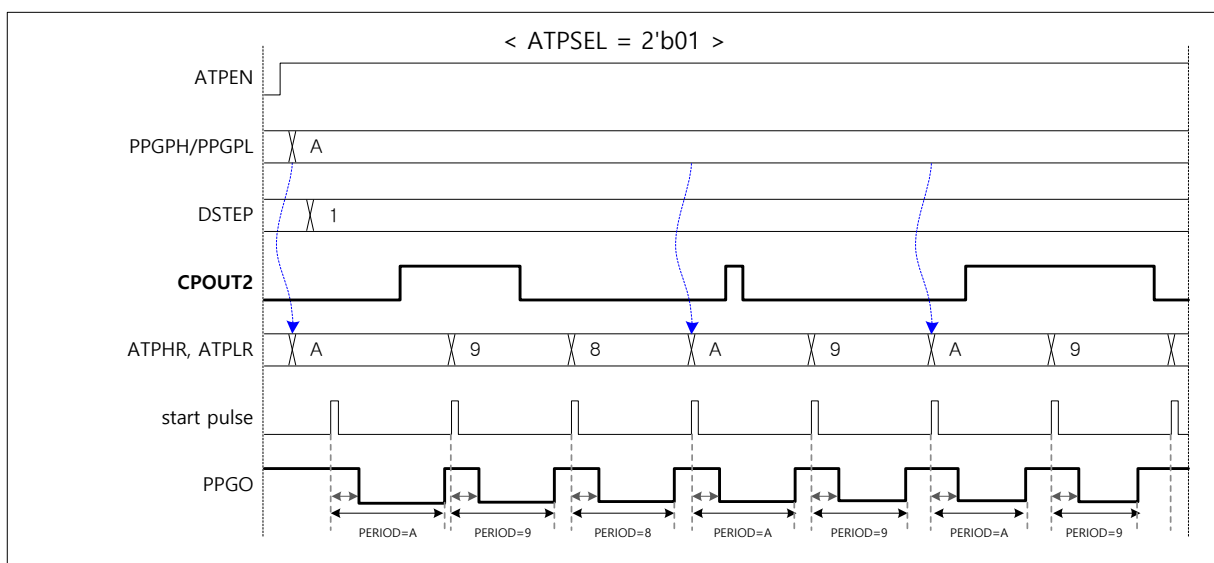 < ATPSEL = 2'b01 >
ATPEN
PPGPH/PPGPL A
DSTEP 1
CPOUT2
ATPHR, ATPLR A 9 8 A 9 A 9
start pulse
PPGO
PERIOD=A PERIOD=9 PERIOD=8 PERIOD=A PERIOD=9 PERIOD=A PERIOD=9